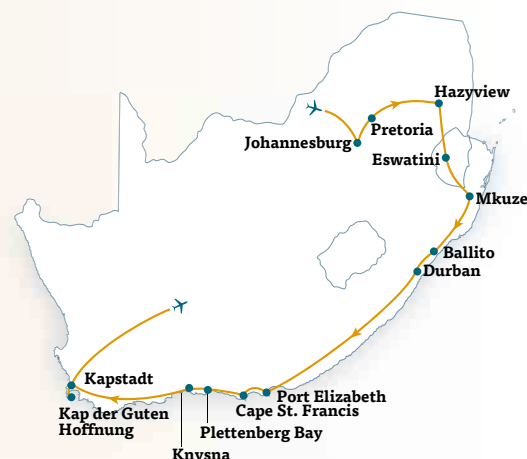 Hazyview
Pretoria
Johannesburg
Eswatini
Mkuze
Ballito
Durban
Kapstadt
Port Elizabeth
Kap der Guten
Hoffnung
Cape St. Francis
Plettenberg Bay
Knysna